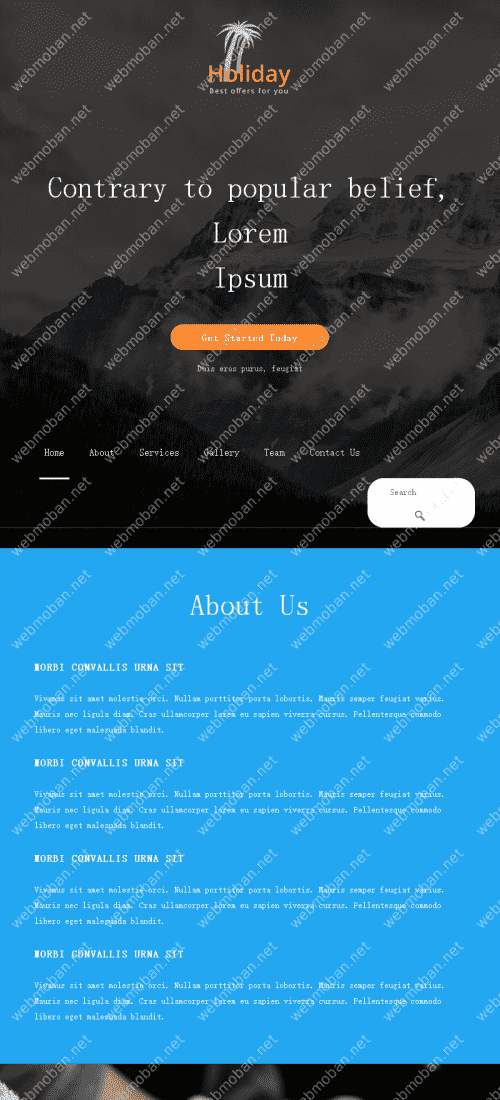 Holiday
Best offers for you
Contrary to popular belief,
Lorem
Ipsum
Get Started Today
Duis eros purus, feugiat
Home About Services Gallery Team Contact Us
Search
About Us
MORBI CONVALLIS URNA SIT
Vivamus sit amet molestie orci. Nullam porttitor porta lobortis. Mauris semper feugiat varius.
Mauris nec ligula diam. Cras ullamcorper lorem eu sapien viverra cursus. Pellentesque commodo
libero eget malesuada blandit.
MORBI CONVALLIS URNA SIT
Vivamus sit amet molestie orci. Nullam porttitor porta lobortis. Mauris semper feugiat varius.
Mauris nec ligula diam. Cras ullamcorper lorem eu sapien viverra cursus. Pellentesque commodo
libero eget malesuada blandit.
MORBI CONVALLIS URNA SIT
Vivamus sit amet molestie orci. Nullam porttitor porta lobortis. Mauris semper feugiat varius.
Mauris nec ligula diam. Cras ullamcorper lorem eu sapien viverra cursus. Pellentesque commodo
libero eget malesuada blandit.
MORBI CONVALLIS URNA SIT
Vivamus sit amet molestie orci. Nullam porttitor porta lobortis. Mauris semper feugiat varius.
Mauris nec ligula diam. Cras ullamcorper lorem eu sapien viverra cursus. Pellentesque commodo
libero eget malesuada blandit.
webmoban.net